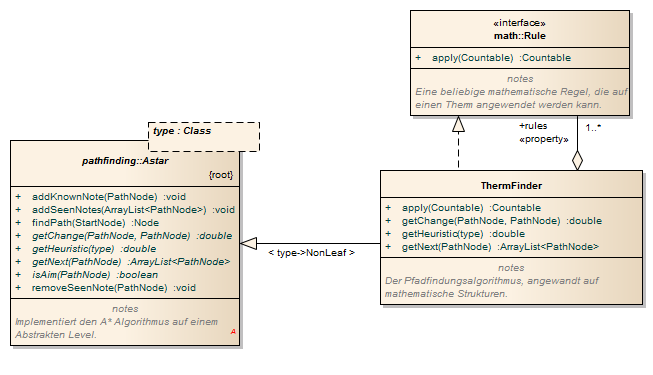 «interface»
math::Rule
+ apply(Countable) :Countable
notes
Eine beliebige mathematische Regel, die auf
einen Therm angewendet werden kann.
+rules
«property»
1..*
type : Class
pathfinding::Astar
{root}
+ addKnownNote(PathNode) :void
+ addSeenNotes(ArrayList<PathNode>) :void
+ findPath(StartNode) :Node
+ getChange(PathNode, PathNode) :double
+ getHeuristic(type) :double
+ getNext(PathNode) :ArrayList<PathNode>
+ isAim(PathNode) :boolean
+ removeSeenNote(PathNode) :void
notes
Implementiert den A* Algorithmus auf einem
Abstrakten Level.
A
< type->NonLeaf >
ThermFinder
+ apply(Countable) :Countable
+ getChange(PathNode, PathNode) :double
+ getHeuristic(type) :double
+ getNext(PathNode) :ArrayList<PathNode>
notes
Der Pfadfindungsalgorithmus, angewandt auf
mathematische Strukturen.